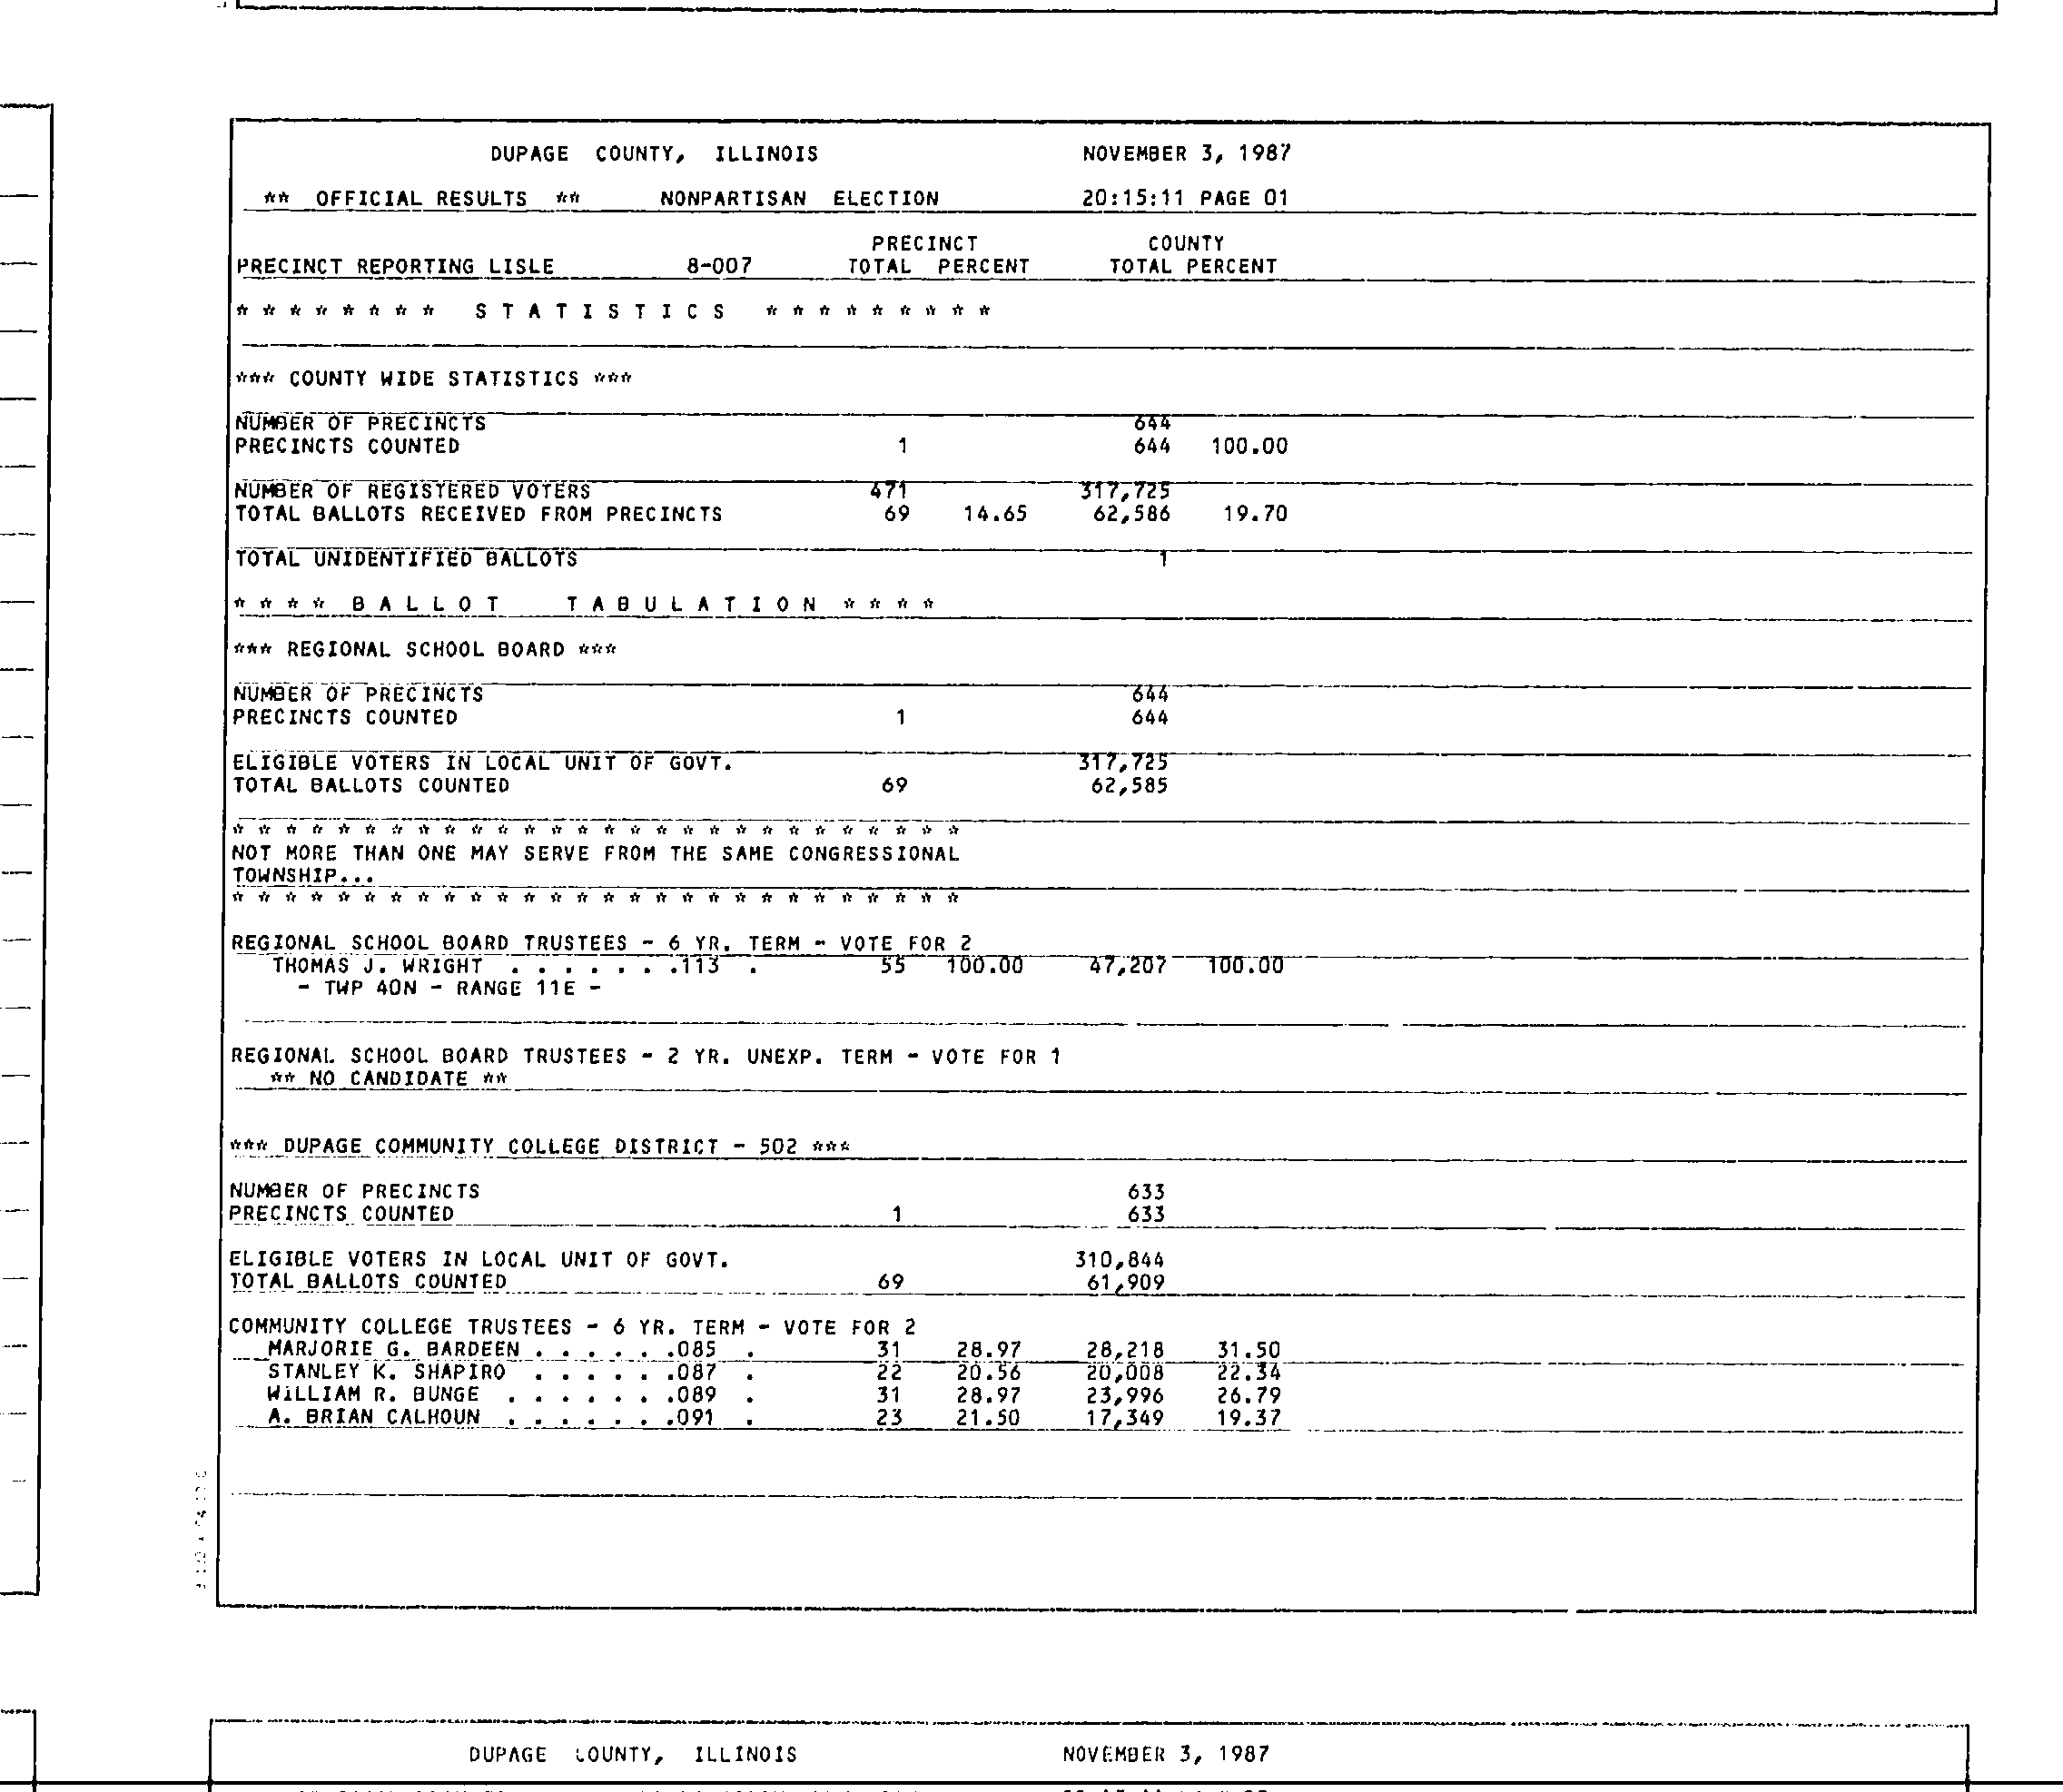 DUPAGE COUNTY, ILLINOIS NOVEMBER 3, 1987
** OFFICIAL RESULTS ** NONPARTISAN ELECTION 20:15:11 PAGE 01
PRECINCT COUNTY
PRECINCT REPORTING LISLE 8-007 TOTAL PERCENT TOTAL PERCENT
* * * * * * * * S T A T I S T I C S * * * * * * * * *
*** COUNTY WIDE STATISTICS ***
NUMBER OF PRECINCTS 644
PRECINCTS COUNTED 1 644 100.00
NUMBER OF REGISTERED VOTERS 471 317,725
TOTAL BALLOTS RECEIVED FROM PRECINCTS 69 14.65 62,586 19.70
TOTAL UNIDENTIFIED BALLOTS 1
* * * * B A L L O T T A B U L A T I O N * * * *
*** REGIONAL SCHOOL BOARD ***
NUMBER OF PRECINCTS 644
PRECINCTS COUNTED 1 644
ELIGIBLE VOTERS IN LOCAL UNIT OF GOVT. 317,725
TOTAL BALLOTS COUNTED 69 62,585
* * * * * * * * * * * * * * * * * * * * * * * * * * * *
NOT MORE THAN ONE MAY SERVE FROM THE SAME CONGRESSIONAL
TOWNSHIP...
* * * * * * * * * * * * * * * * * * * * * * * * * * * *
REGIONAL SCHOOL BOARD TRUSTEES - 6 YR. TERM - VOTE FOR 2
THOMAS J. WRIGHT . . . . . . .113 . 55 100.00 47,207 100.00
- TWP 40N - RANGE 11E -
REGIONAL SCHOOL BOARD TRUSTEES - 2 YR. UNEXP. TERM - VOTE FOR 1
** NO CANDIDATE **
*** DUPAGE COMMUNITY COLLEGE DISTRICT - 502 ***
NUMBER OF PRECINCTS 633
PRECINCTS COUNTED 1 633
ELIGIBLE VOTERS IN LOCAL UNIT OF GOVT. 310,844
TOTAL BALLOTS COUNTED 69 61,909
COMMUNITY COLLEGE TRUSTEES - 6 YR. TERM - VOTE FOR 2
MARJORIE G. BARDEEN . . . . . .085 . 31 28.97 28,218 31.50
STANLEY K. SHAPIRO . . . . . .087 . 22 20.56 20,008 22.34
WILLIAM R. BUNGE . . . . . . .089 . 31 28.97 23,996 26.79
A. BRIAN CALHOUN . . . . . . .091 . 23 21.50 17,349 19.37
DUPAGE COUNTY, ILLINOIS NOVEMBER 3, 1987